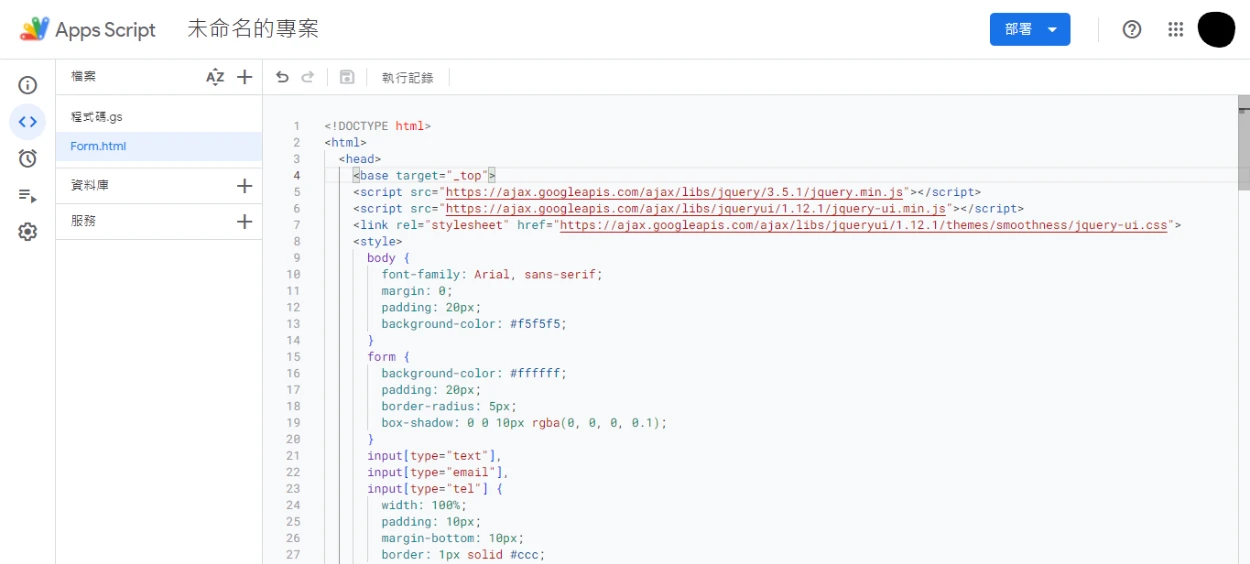 Apps Script 未命名的專案 部署
檔案 AZ 執行記錄
程式碼.gs
Form.html
資料庫
服務
1 <!DOCTYPE html>
2 <html>
3 <head>
4 <base target="_top">
5 <script src="https://ajax.googleapis.com/ajax/libs/jquery/3.5.1/jquery.min.js"></script>
6 <script src="https://ajax.googleapis.com/ajax/libs/jqueryui/1.12.1/jquery-ui.min.js"></script>
7 <link rel="stylesheet" href="https://ajax.googleapis.com/ajax/libs/jqueryui/1.12.1/themes/smoothness/jquery-ui.css">
8 <style>
9 body {
10 font-family: Arial, sans-serif;
11 margin: 0;
12 padding: 20px;
13 background-color: #f5f5f5;
14 }
15 form {
16 background-color: #ffffff;
17 padding: 20px;
18 border-radius: 5px;
19 box-shadow: 0 0 10px rgba(0, 0, 0, 0.1);
20 }
21 input[type="text"],
22 input[type="email"],
23 input[type="tel"] {
24 width: 100%;
25 padding: 10px;
26 margin-bottom: 10px;
27 border: 1px solid #ccc;